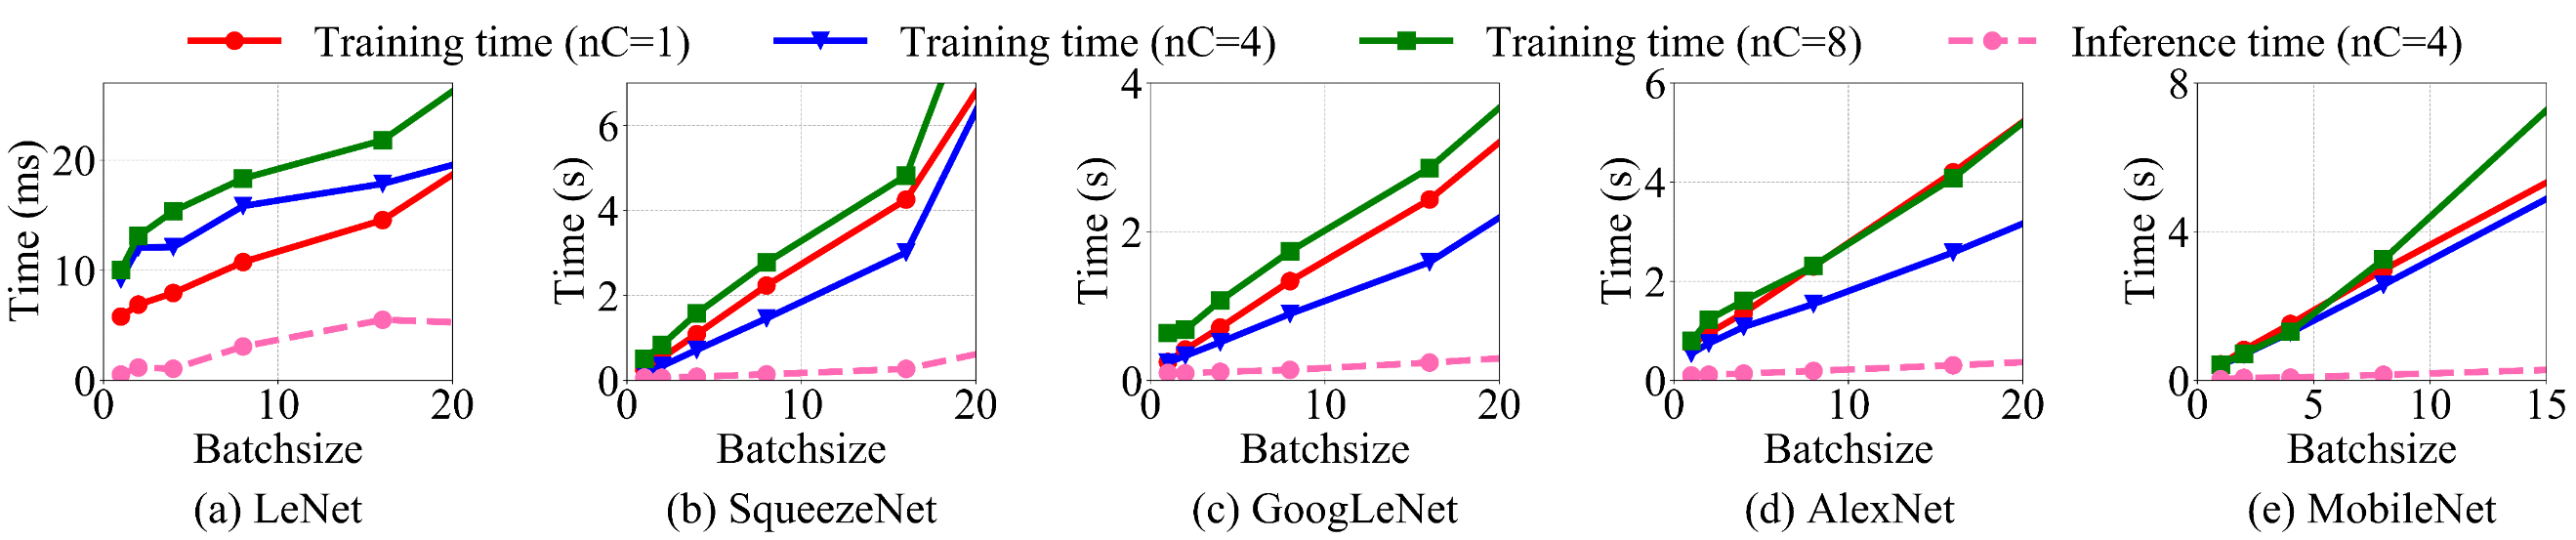 Training time (nC=1) Training time (nC=4) Training time (nC=8) Inference time (nC=4)
Time (ms)
20
10
0
0 10 20
Batchsize
(a) LeNet
Time (s)
6
4
2
0
0 10 20
Batchsize
(b) SqueezeNet
Time (s)
4
2
0
0 10 20
Batchsize
(c) GoogLeNet
Time (s)
6
4
2
0
0 10 20
Batchsize
(d) AlexNet
Time (s)
8
4
0
0 5 10 15
Batchsize
(e) MobileNet